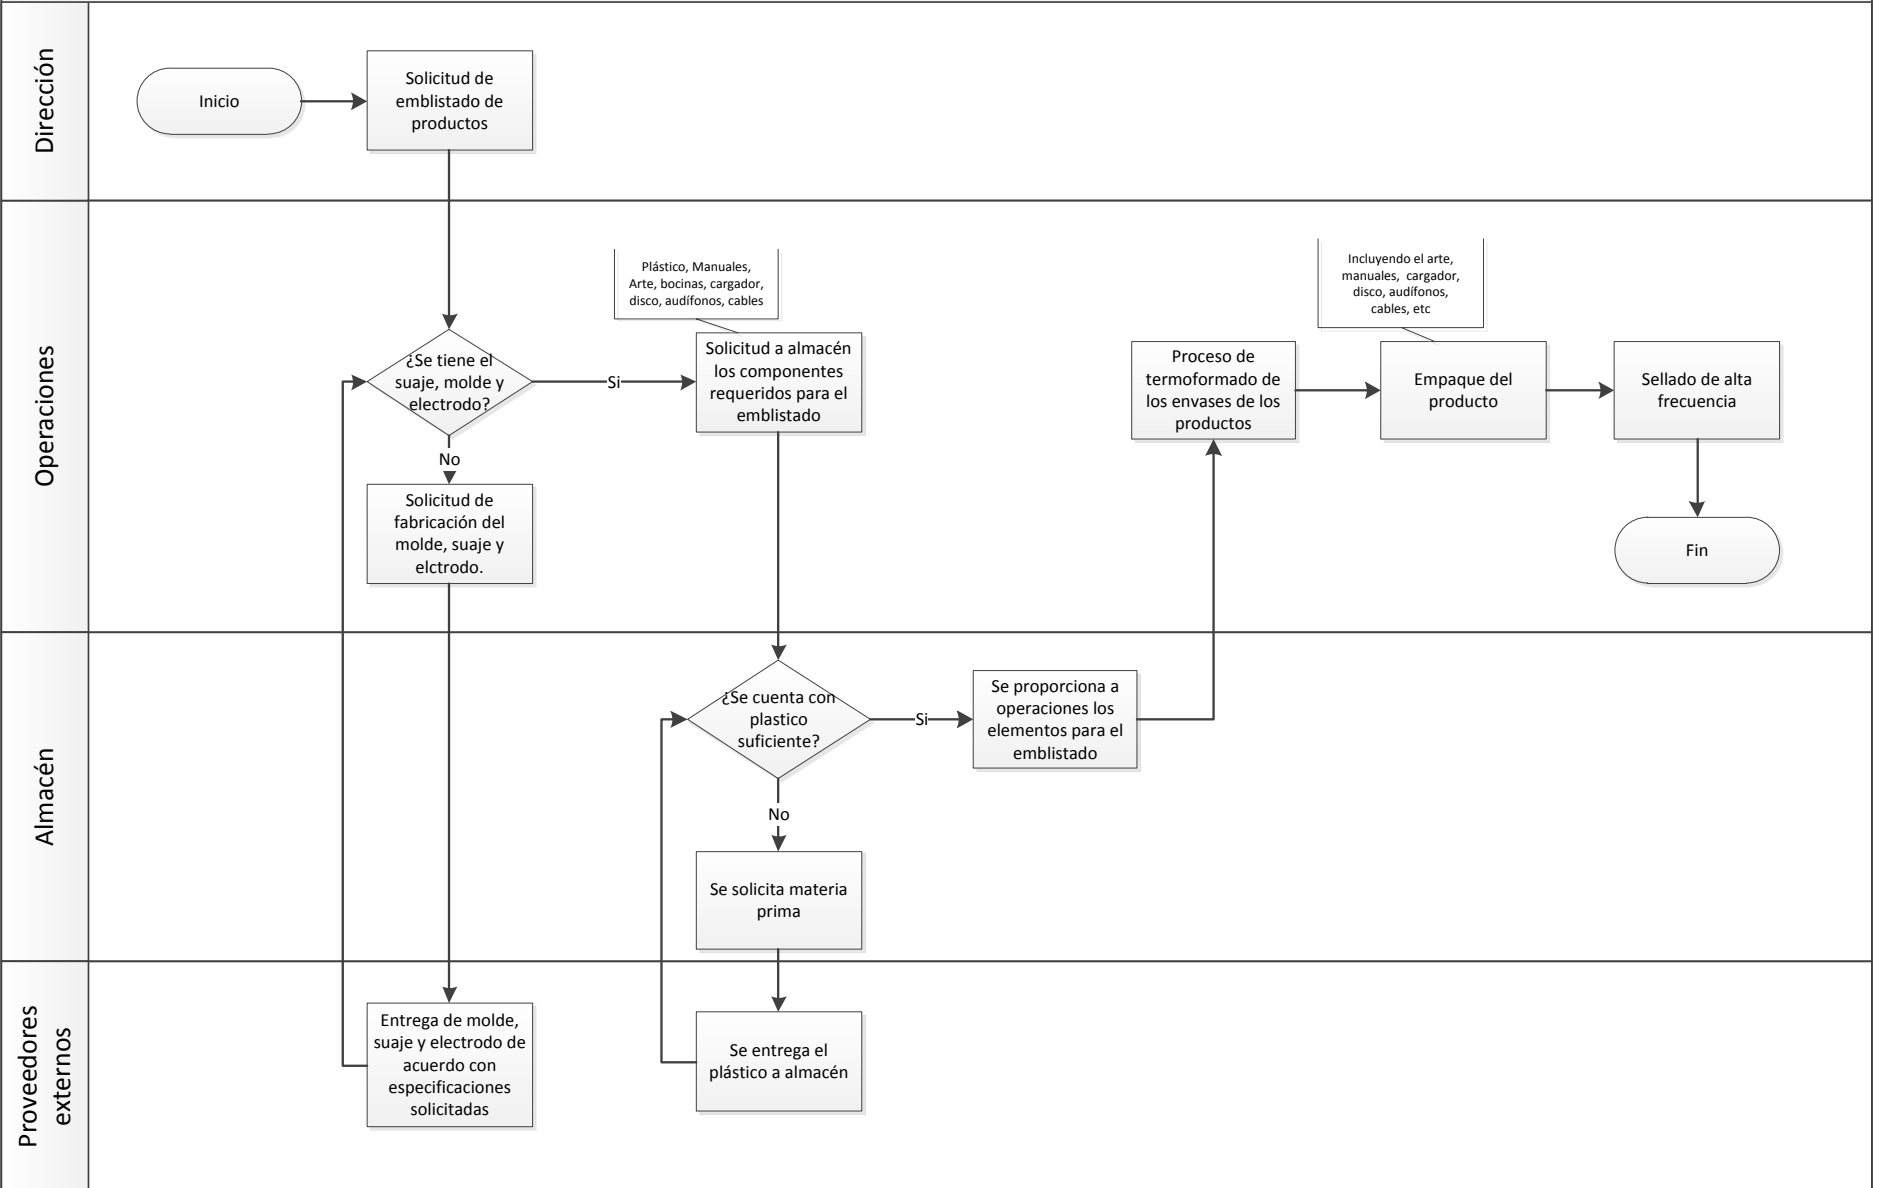 Dirección
Inicio
Solicitud de
emblistado de
productos
Operaciones
¿Se tiene el
suaje, molde y
electrodo?
Si
No
Solicitud de
fabricación del
molde, suaje y
elctrodo.
Plástico, Manuales,
Arte, bocinas, cargador,
disco, audífonos, cables
Solicitud a almacén
los componentes
requeridos para el
emblistado
Proceso de
termoformado de
los envases de los
productos
Incluyendo el arte,
manuales, cargador,
disco, audífonos,
cables, etc
Empaque del
producto
Sellado de alta
frecuencia
Fin
Almacén
¿Se cuenta con
plastico
suficiente?
Si
No
Se proporciona a
operaciones los
elementos para el
emblistado
Se solicita materia
prima
Proveedores
externos
Entrega de molde,
suaje y electrodo de
acuerdo con
especificaciones
solicitadas
Se entrega el
plástico a almacén